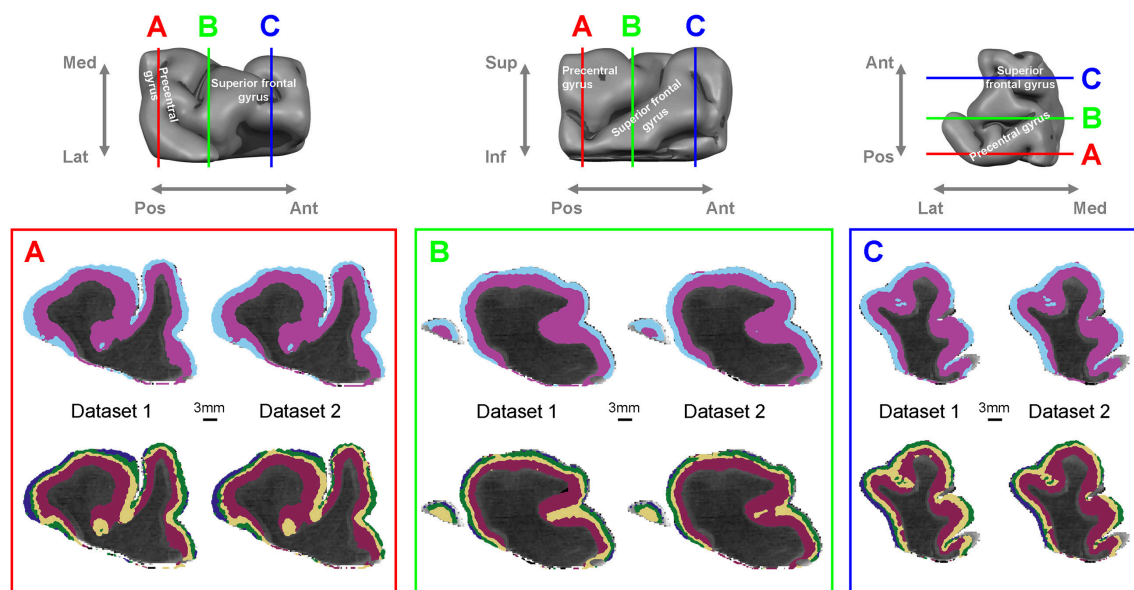 A B C
Med
Lat
Precentral
gyrus
Superior frontal
gyrus
Pos
Ant
A B C
Sup
Inf
Precentral
gyrus
Superior frontal
gyrus
Pos
Ant
Ant
Pos
Superior
frontal gyrus
Precentral gyrus
C
B
A
Lat
Med
A
Dataset 1
3mm
Dataset 2
B
Dataset 1
3mm
Dataset 2
C
Dataset 1
3mm
Dataset 2